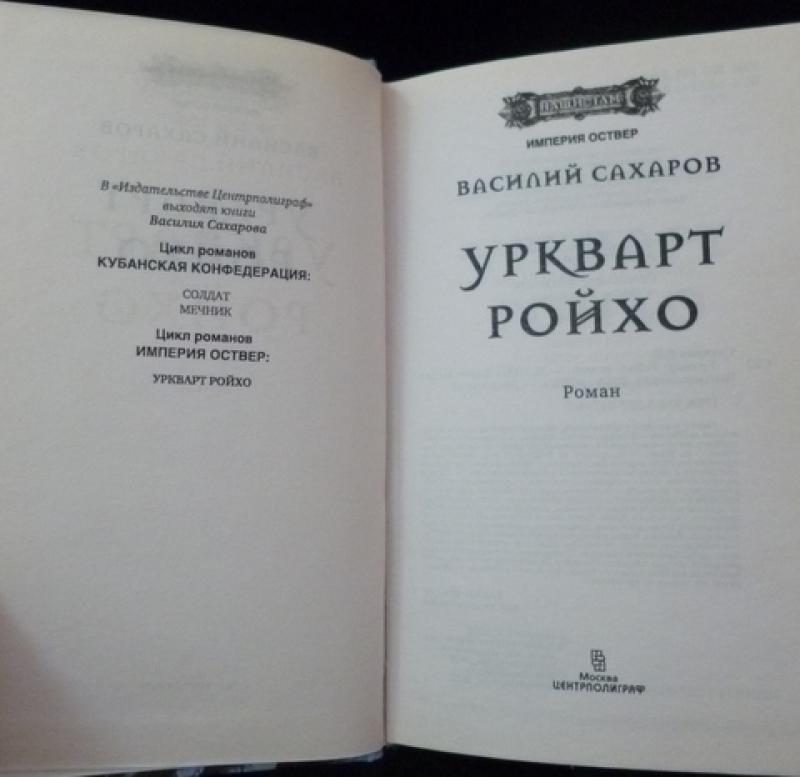 В «Издательстве Центрполиграф»
выходят книги
Василия Сахарова
Цикл романов
КУБАНСКАЯ КОНФЕДЕРАЦИЯ:
СОЛДАТ
МЕЧНИК
Цикл романов
ИМПЕРИЯ ОСТВЕР:
УРКВАРТ РОЙХО
ИМПЕРИЯ ОСТВЕР
ВАСИЛИЙ САХАРОВ
УРКВАРТ
РОЙХО
Роман
Москва
ЦЕНТРПОЛИГРАФ